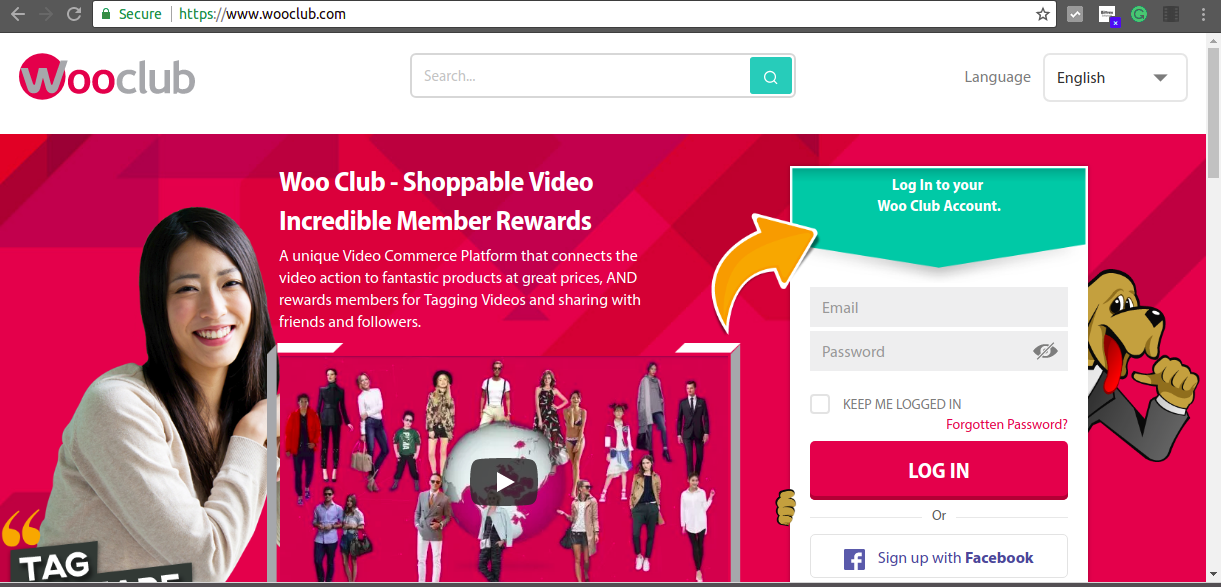 Secure https://www.wooclub.com
Wooclub
Search...
Language
English
Woo Club - Shoppable Video
Incredible Member Rewards
A unique Video Commerce Platform that connects the
video action to fantastic products at great prices, AND
rewards members for Tagging Videos and sharing with
friends and followers.
Log In to your
Woo Club Account.
Email
Password
KEEP ME LOGGED IN
Forgotten Password?
LOG IN
Or
Sign up with Facebook
“
TAG